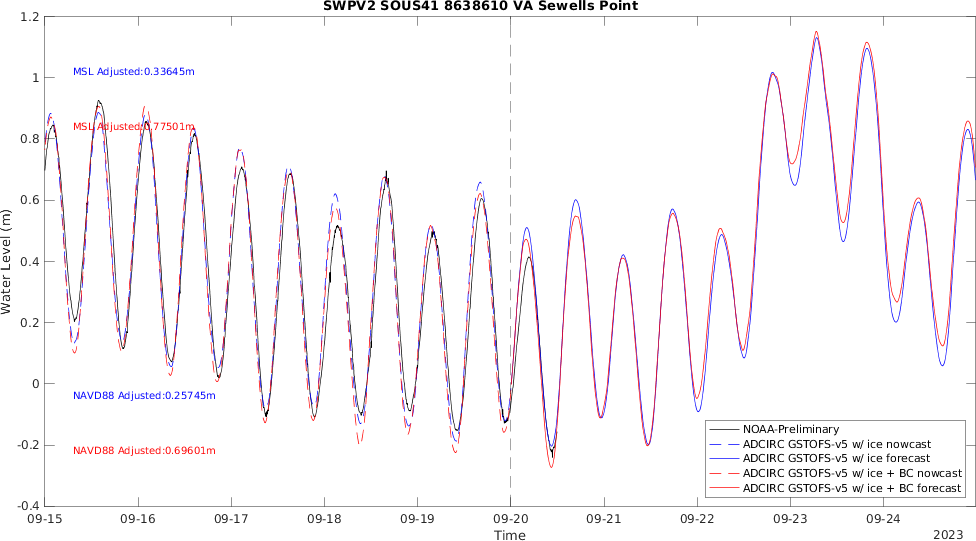 SWPV2 SOUS41 8638610 VA Sewells Point
1.2
1
0.8
0.6
0.4
0.2
0
-0.2
-0.4
Water Level (m)
MSL Adjusted:0.33645m
MSL Adjusted:0.77501m
NAVD88 Adjusted:0.25745m
NAVD88 Adjusted:0.69601m
NOAA-Preliminary
ADCIRC GSTOFS-v5 w/ ice nowcast
ADCIRC GSTOFS-v5 w/ ice forecast
ADCIRC GSTOFS-v5 w/ ice + BC nowcast
ADCIRC GSTOFS-v5 w/ ice + BC forecast
09-15 09-16 09-17 09-18 09-19 09-20 09-21 09-22 09-23 09-24
Time
2023